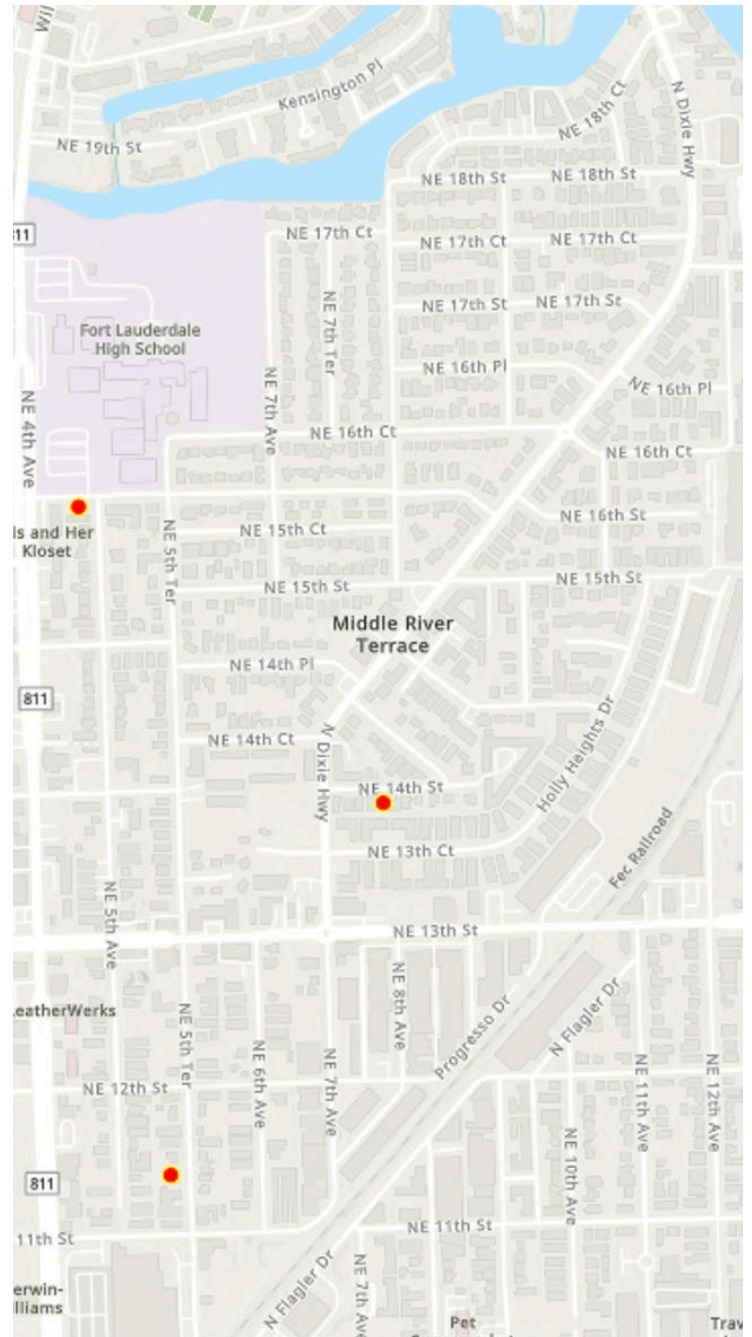 Wil
Kensington Pl
N Dixie Hwy
NE 18th Ct
NE 19th St
NE 18th St
NE 18th St
811
NE 17th Ct
NE 17th Ct
NE 17th Ct
NE 7th Ter
NE 17th St
NE 17th St
Fort Lauderdale
High School
NE 16th Pl
NE 16th Pl
NE 7th Ave
NE 4th Ave
NE 16th Ct
NE 16th Ct
NE 16th St
ls and Her
Kloset
NE 15th Ct
NE 5th Ter
NE 15th St
NE 15th St
Middle River
Terrace
NE 14th Pl
811
NE 14th Ct
N Dixie Hwy
Holly Heights Dr
NE 14th St
Fec Railroad
NE 13th Ct
NE 5th Ave
NE 13th St
NE 8th Ave
Progresso Dr
N Flagler Dr
LeatherWerks
NE 5th Ter
NE 6th Ave
NE 7th Ave
NE 11th Ave
NE 12th Ave
NE 12th St
NE 10th Ave
811
NE 11th St
11th St
N Flagler Dr
NE 7th Ave
erwin-
lliams
Pet
Trav